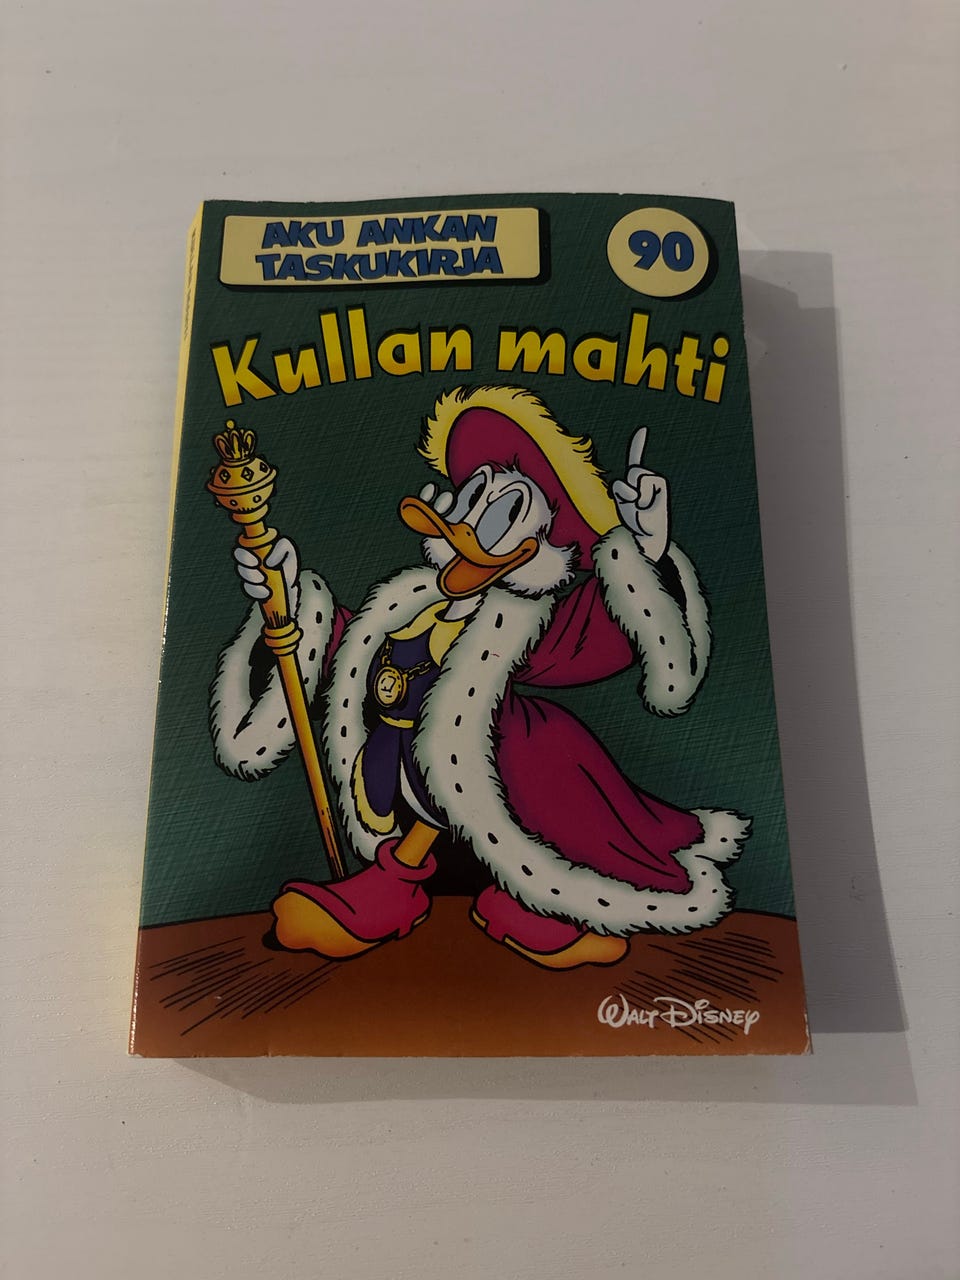 AKU ANKAN
TASKUKIRJA
90
Kullan mahti
WALT DISNEY